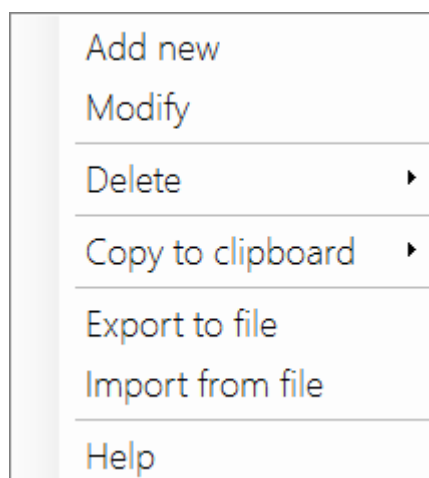 Add new
Modify
Delete
Copy to clipboard
Export to file
Import from file
Help